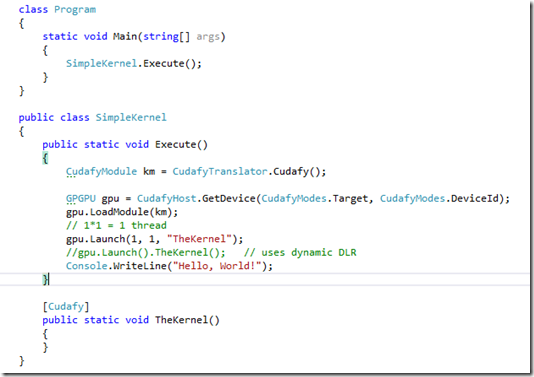 class Program
{
    static void Main(string[] args)
    {
        SimpleKernel.Execute();
    }
}

public class SimpleKernel
{
    public static void Execute()
    {
        CudafyModule km = CudafyTranslator.Cudafy();

        GPGPU gpu = CudafyHost.GetDevice(CudafyModes.Target, CudafyModes.DeviceId);
        gpu.LoadModule(km);
        // 1*1 = 1 thread
        gpu.Launch(1, 1, "TheKernel");
        //gpu.Launch().TheKernel();   // uses dynamic DLR
        Console.WriteLine("Hello, World!");
    }

    [Cudafy]
    public static void TheKernel()
    {
    }
}